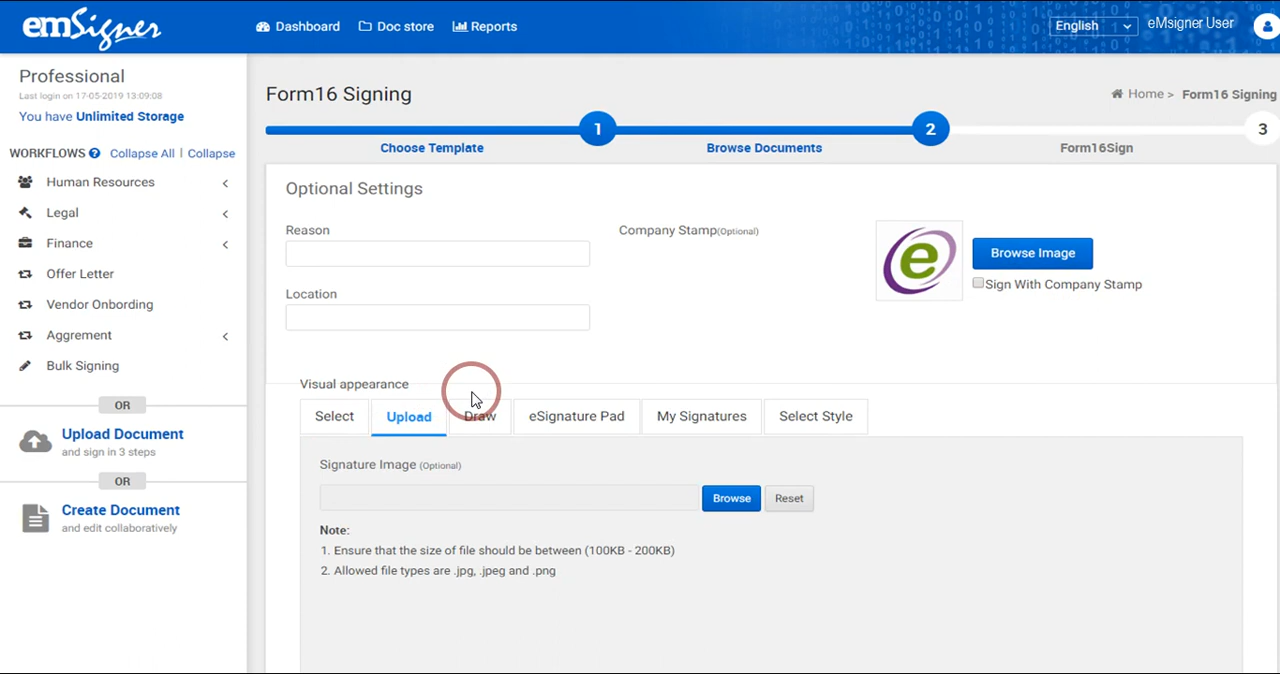 emSigner
Dashboard
Doc store
Reports
English
eMsigner User
Professional
Last login on 17-05-2019 13:09:08
You have Unlimited Storage
WORKFLOWS ? Collapse All | Collapse
Human Resources
Legal
Finance
Offer Letter
Vendor Onbording
Aggrement
Bulk Signing
OR
Upload Document
and sign in 3 steps
OR
Create Document
and edit collaboratively
Form16 Signing
Home > Form16 Signing
1
2
3
Choose Template
Browse Documents
Form16Sign
Optional Settings
Reason
Company Stamp(Optional)
e
Browse Image
Sign With Company Stamp
Location
Visual appearance
Select
Upload
Draw
eSignature Pad
My Signatures
Select Style
Signature Image (Optional)
Browse
Reset
Note:
1. Ensure that the size of file should be between (100KB - 200KB)
2. Allowed file types are .jpg, .jpeg and .png